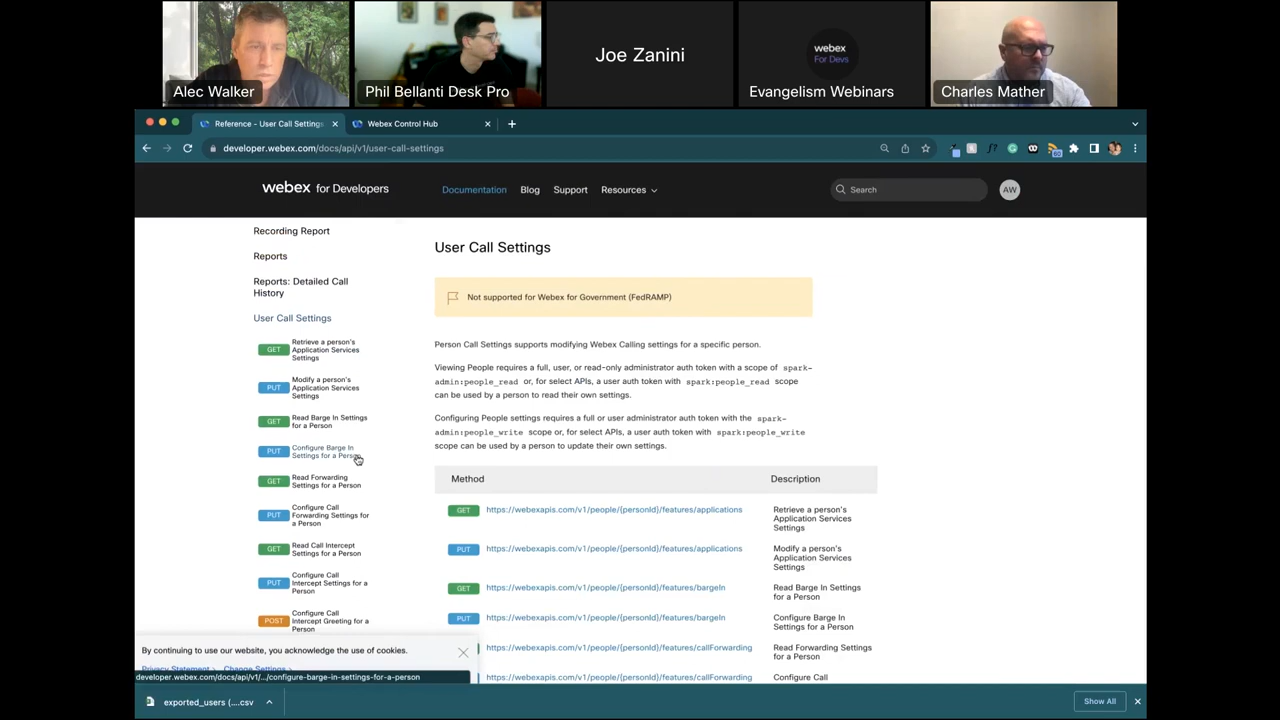 Joe Zanini
webex
For Devs
Alec Walker
Phil Bellanti Desk Pro
Evangelism Webinars
Charles Mather
Reference - User Call Settings
Webex Control Hub
developer.webex.com/docs/api/v1/user-call-settings
webex for Developers
Documentation
Blog
Support
Resources
Search
AW
Recording Report
Reports
Reports: Detailed Call
History
User Call Settings
GET
Retrieve a person's
Application Services
Settings
PUT
Modify a person's
Application Services
Settings
GET
Read Barge In Settings
for a Person
PUT
Configure Barge In
Settings for a Person
GET
Read Forwarding
Settings for a Person
PUT
Configure Call
Forwarding Settings for
a Person
GET
Read Call Intercept
Settings for a Person
PUT
Configure Call
Intercept Settings for a
Person
POST
Configure Call
Intercept Greeting for a
Person
User Call Settings
Not supported for Webex for Government (FedRAMP)
Person Call Settings supports modifying Webex Calling settings for a specific person.
Viewing People requires a full, user, or read-only administrator auth token with a scope of spark-
admin:people_read or, for select APIs, a user auth token with spark:people_read scope
can be used by a person to read their own settings.
Configuring People settings requires a full or user administrator auth token with the spark-
admin:people_write scope or, for select APIs, a user auth token with spark:people_write
scope can be used by a person to update their own settings.
Method
Description
GET
https://webexapis.com/v1/people/{personId}/features/applications
Retrieve a person's
Application Services
Settings
PUT
https://webexapis.com/v1/people/{personId}/features/applications
Modify a person's
Application Services
Settings
GET
https://webexapis.com/v1/people/{personId}/features/bargeIn
Read Barge In Settings
for a Person
PUT
https://webexapis.com/v1/people/{personId}/features/bargeIn
Configure Barge In
Settings for a Person
https://webexapis.com/v1/people/{personId}/features/callForwarding
Read Forwarding
Settings for a Person
https://webexapis.com/v1/people/{personId}/features/callForwarding
Configure Call
By continuing to use our website, you acknowledge the use of cookies.
Privacy Statement
Change Settings
developer.webex.com/docs/api/v1/.../configure-barge-in-settings-for-a-person
exported_users (....csv
Show All